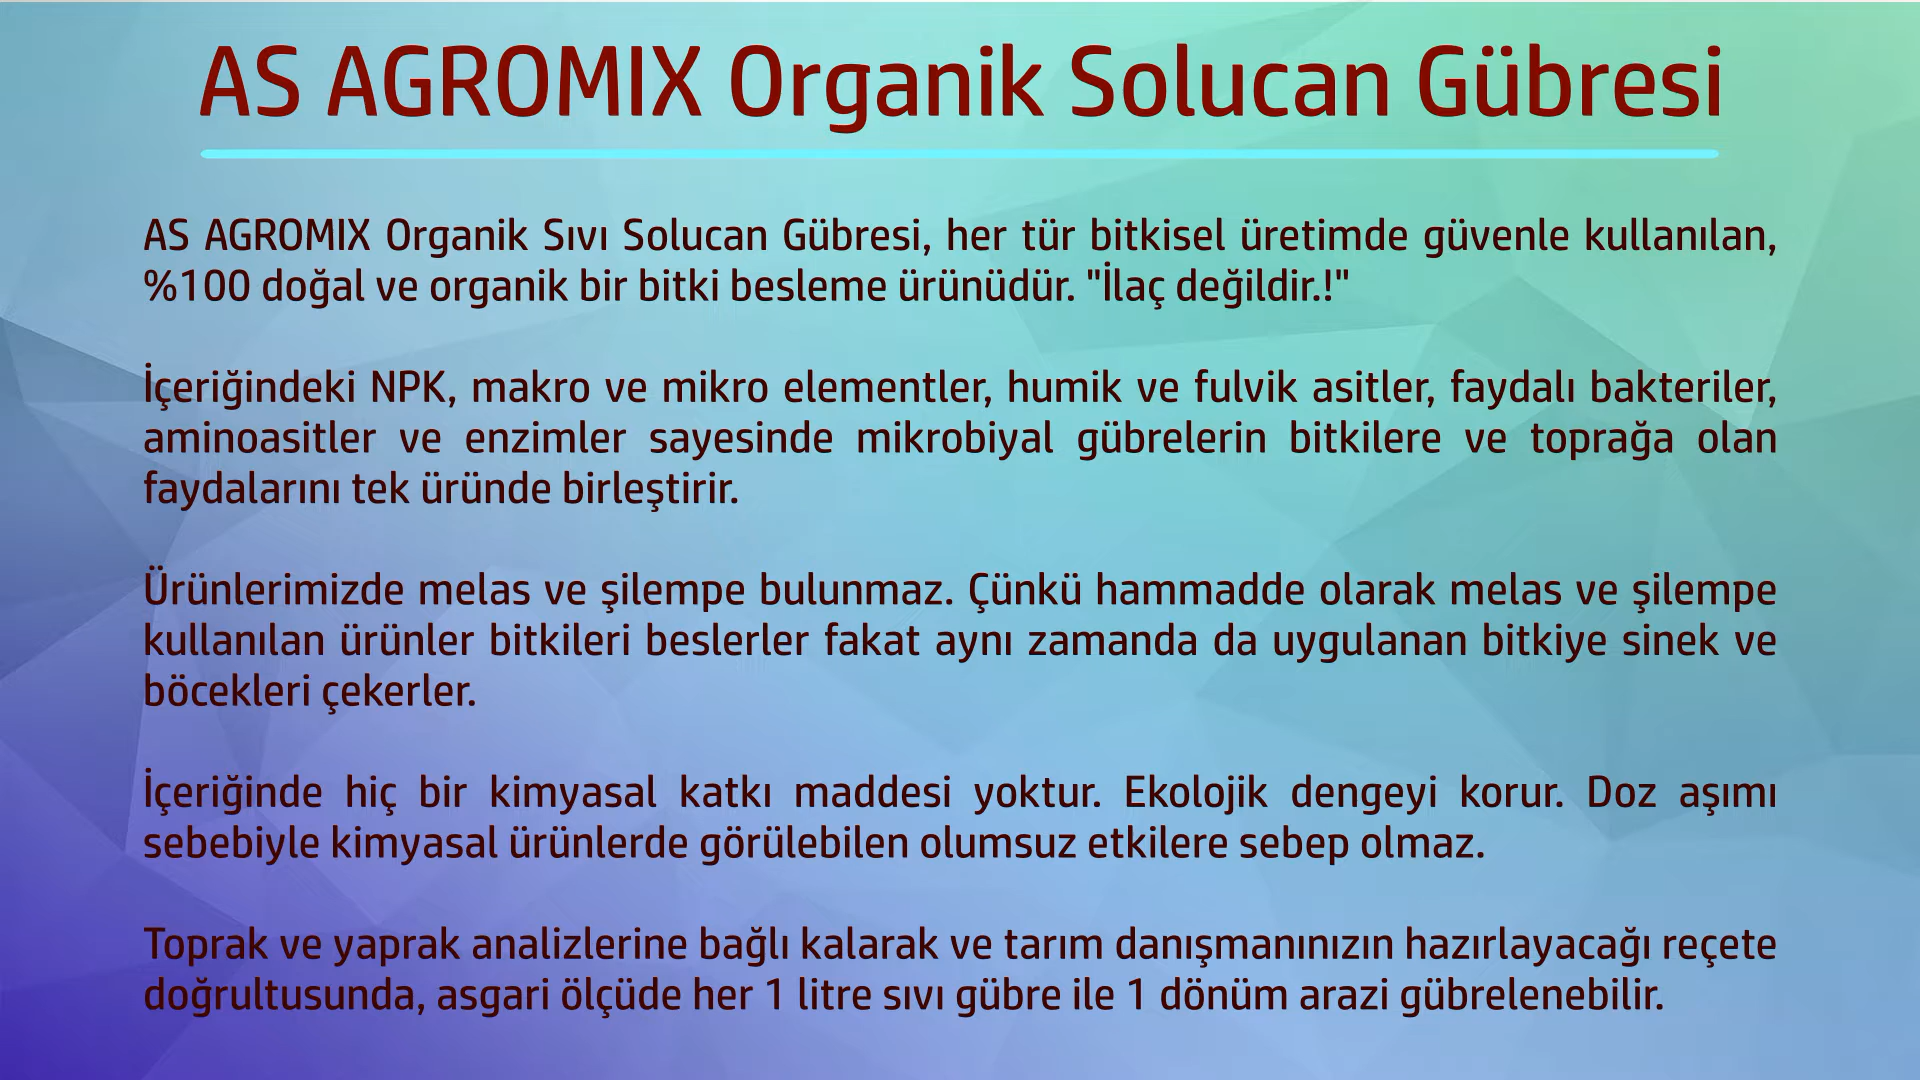 AS AGROMIX Organik Solucan Gübresi
AS AGROMIX Organik Sıvı Solucan Gübresi, her tür bitkisel üretimde güvenle kullanılan,
%100 doğal ve organik bir bitki besleme ürünüdür. "İlaç değildir.!"
İçeriğindeki NPK, makro ve mikro elementler, humik ve fulvik asitler, faydalı bakteriler,
aminoasitler ve enzimler sayesinde mikrobiyal gübrelerin bitkilere ve toprağa olan
faydalarını tek üründe birleştirir.
Ürünlerimizde melas ve şilempe bulunmaz. Çünkü hammadde olarak melas ve şilempe
kullanılan ürünler bitkileri beslerler fakat aynı zamanda da uygulanan bitkiye sinek ve
böcekleri çekerler.
İçeriğinde hiç bir kimyasal katkı maddesi yoktur. Ekolojik dengeyi korur. Doz aşımı
sebebiyle kimyasal ürünlerde görülebilen olumsuz etkilere sebep olmaz.
Toprak ve yaprak analizlerine bağlı kalarak ve tarım danışmanınızın hazırlayacağı reçete
doğrultusunda, asgari ölçüde her 1 litre sıvı gübre ile 1 dönüm arazi gübrelenebilir.